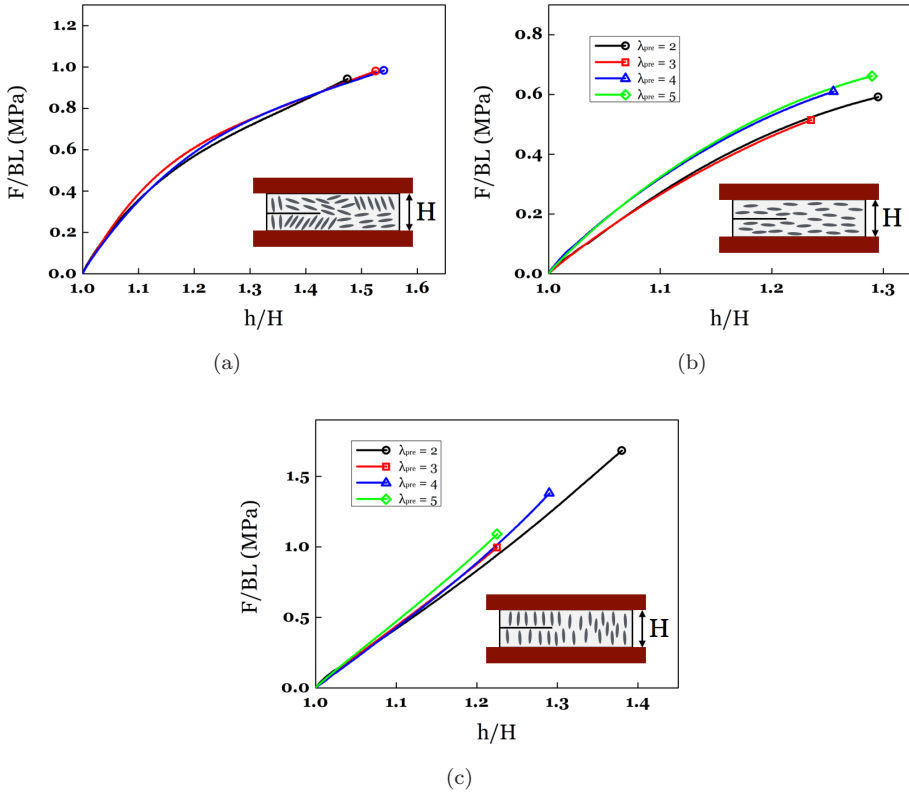 F/BL (MPa)
1.2
1.0
0.8
0.6
0.4
0.2
0.0
1.0 1.1 1.2 1.3 1.4 1.5 1.6
h/H
H
(a)
F/BL (MPa)
0.8
0.6
0.4
0.2
0.0
1.0 1.1 1.2 1.3
h/H
λpre = 2
λpre = 3
λpre = 4
λpre = 5
H
(b)
F/BL (MPa)
1.5
1.0
0.5
0.0
1.0 1.1 1.2 1.3 1.4
h/H
λpre = 2
λpre = 3
λpre = 4
λpre = 5
H
(c)